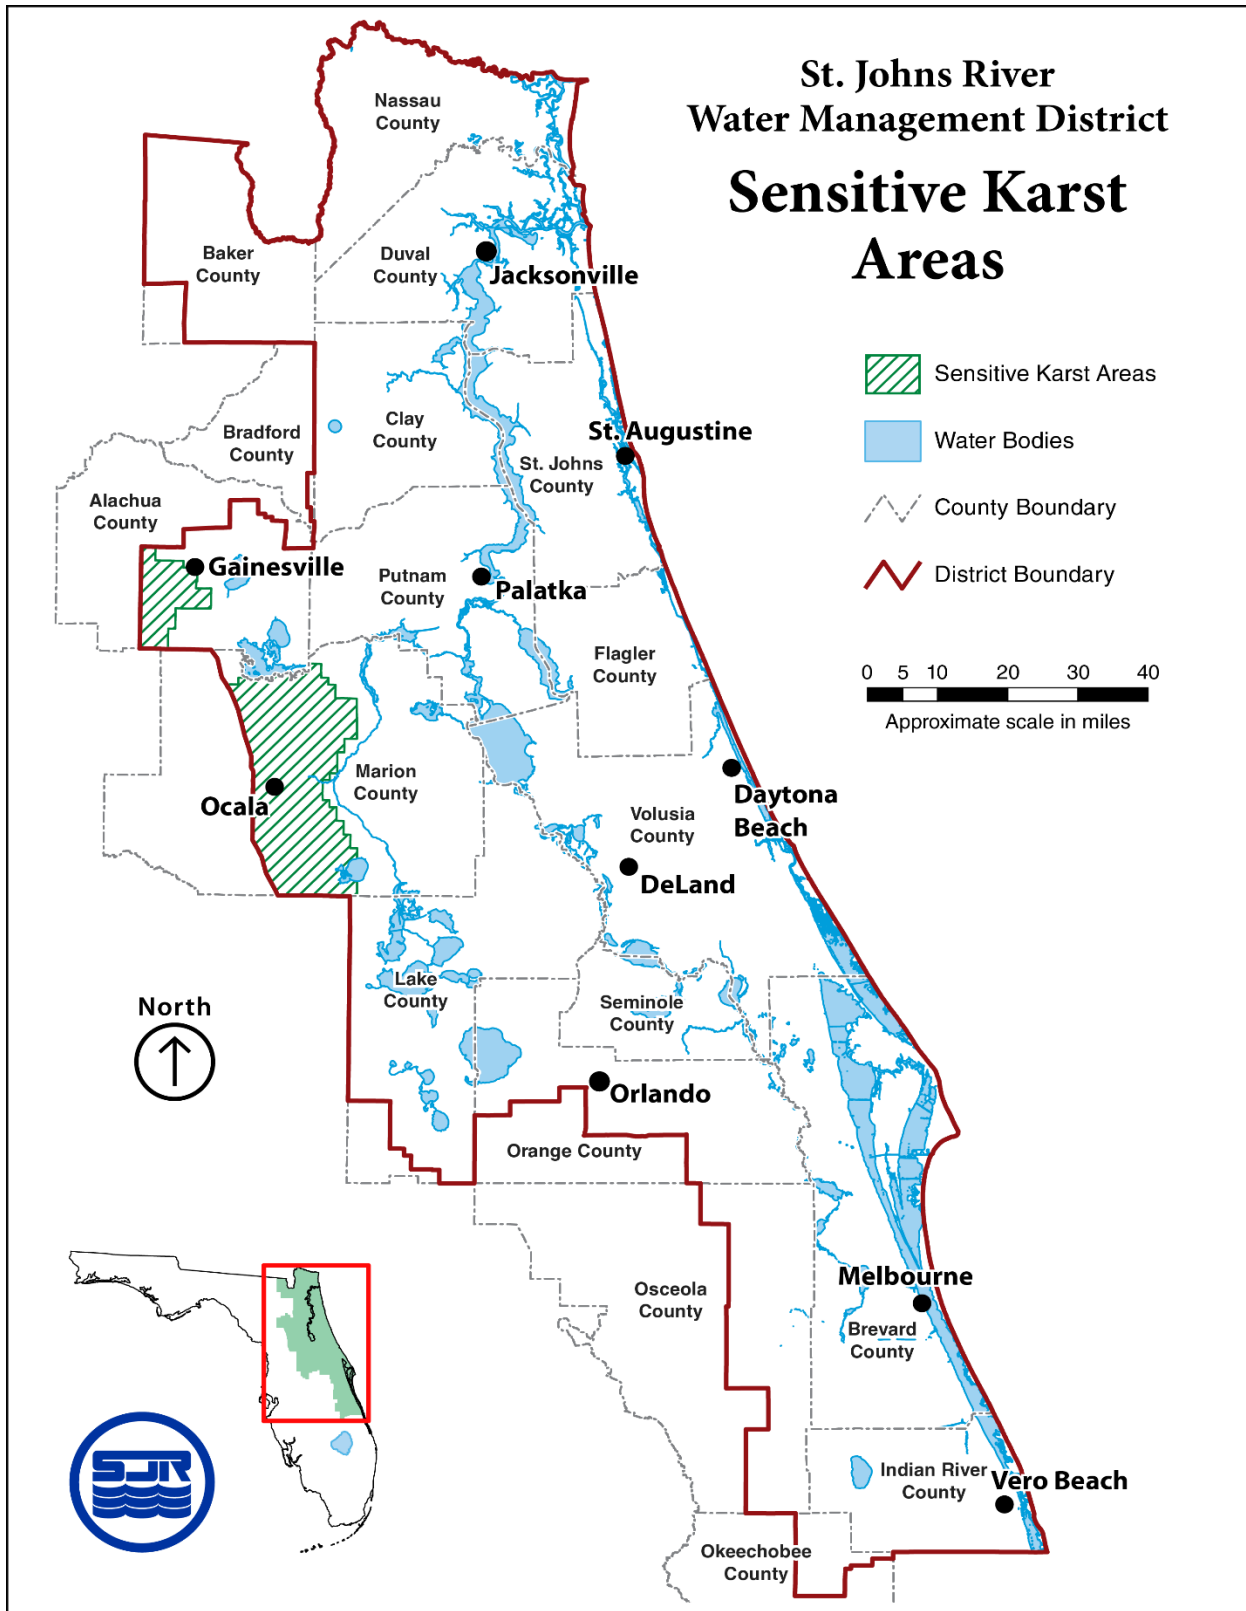 St. Johns River
Water Management District
Sensitive Karst
Areas
Sensitive Karst Areas
Water Bodies
County Boundary
District Boundary
0 5 10 20 30 40
Approximate scale in miles
Nassau
County
Baker
County
Duval
County
Jacksonville
Clay
County
Bradford
County
St. Augustine
St. Johns
County
Alachua
County
Gainesville
Putnam
County
Palatka
Flagler
County
Marion
County
Ocala
Daytona
Beach
Volusia
County
DeLand
Lake
County
Seminole
County
North
Orlando
Orange County
Osceola
County
Melbourne
Brevard
County
Indian River
County
Vero Beach
Okeechobee
County
SJR